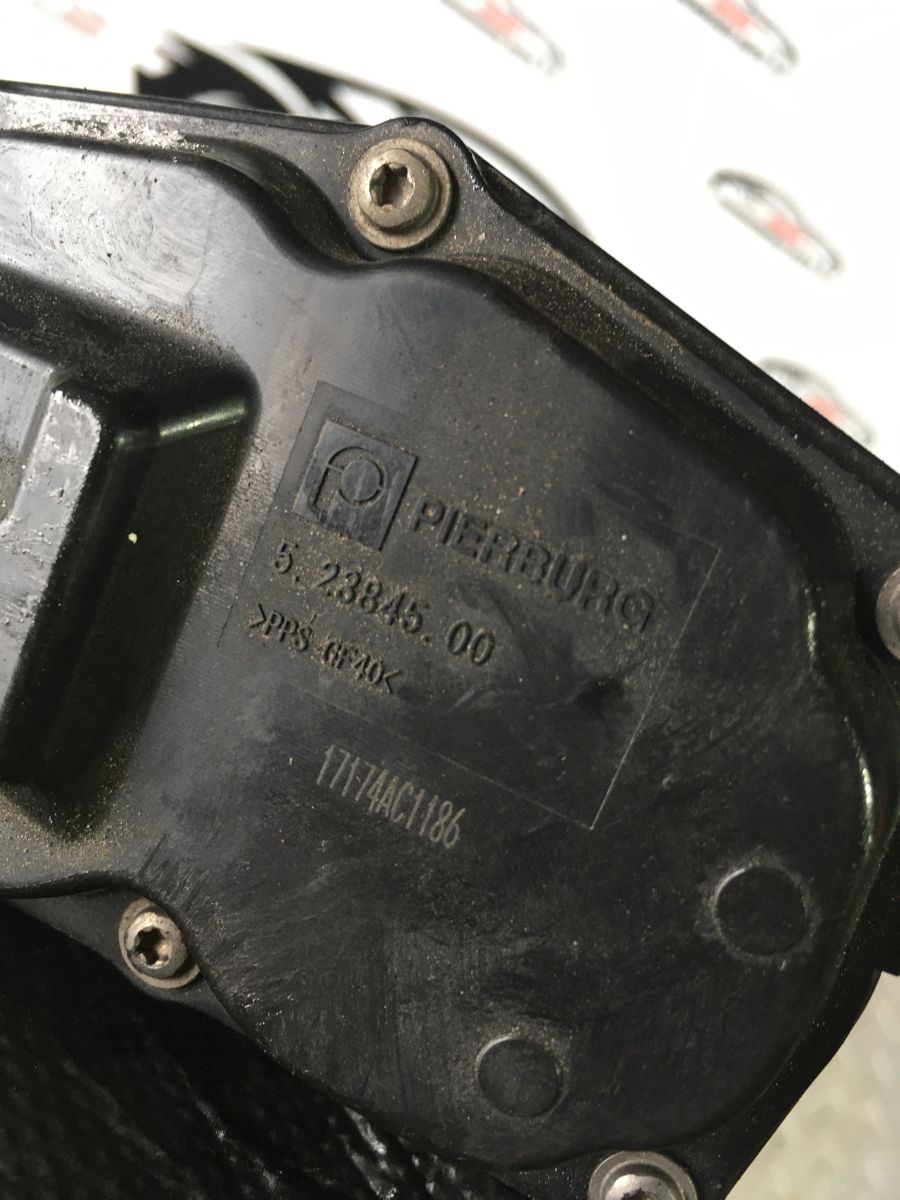 PIERBURG
5.23845.00
>PPS-GF40<
17174AC1186